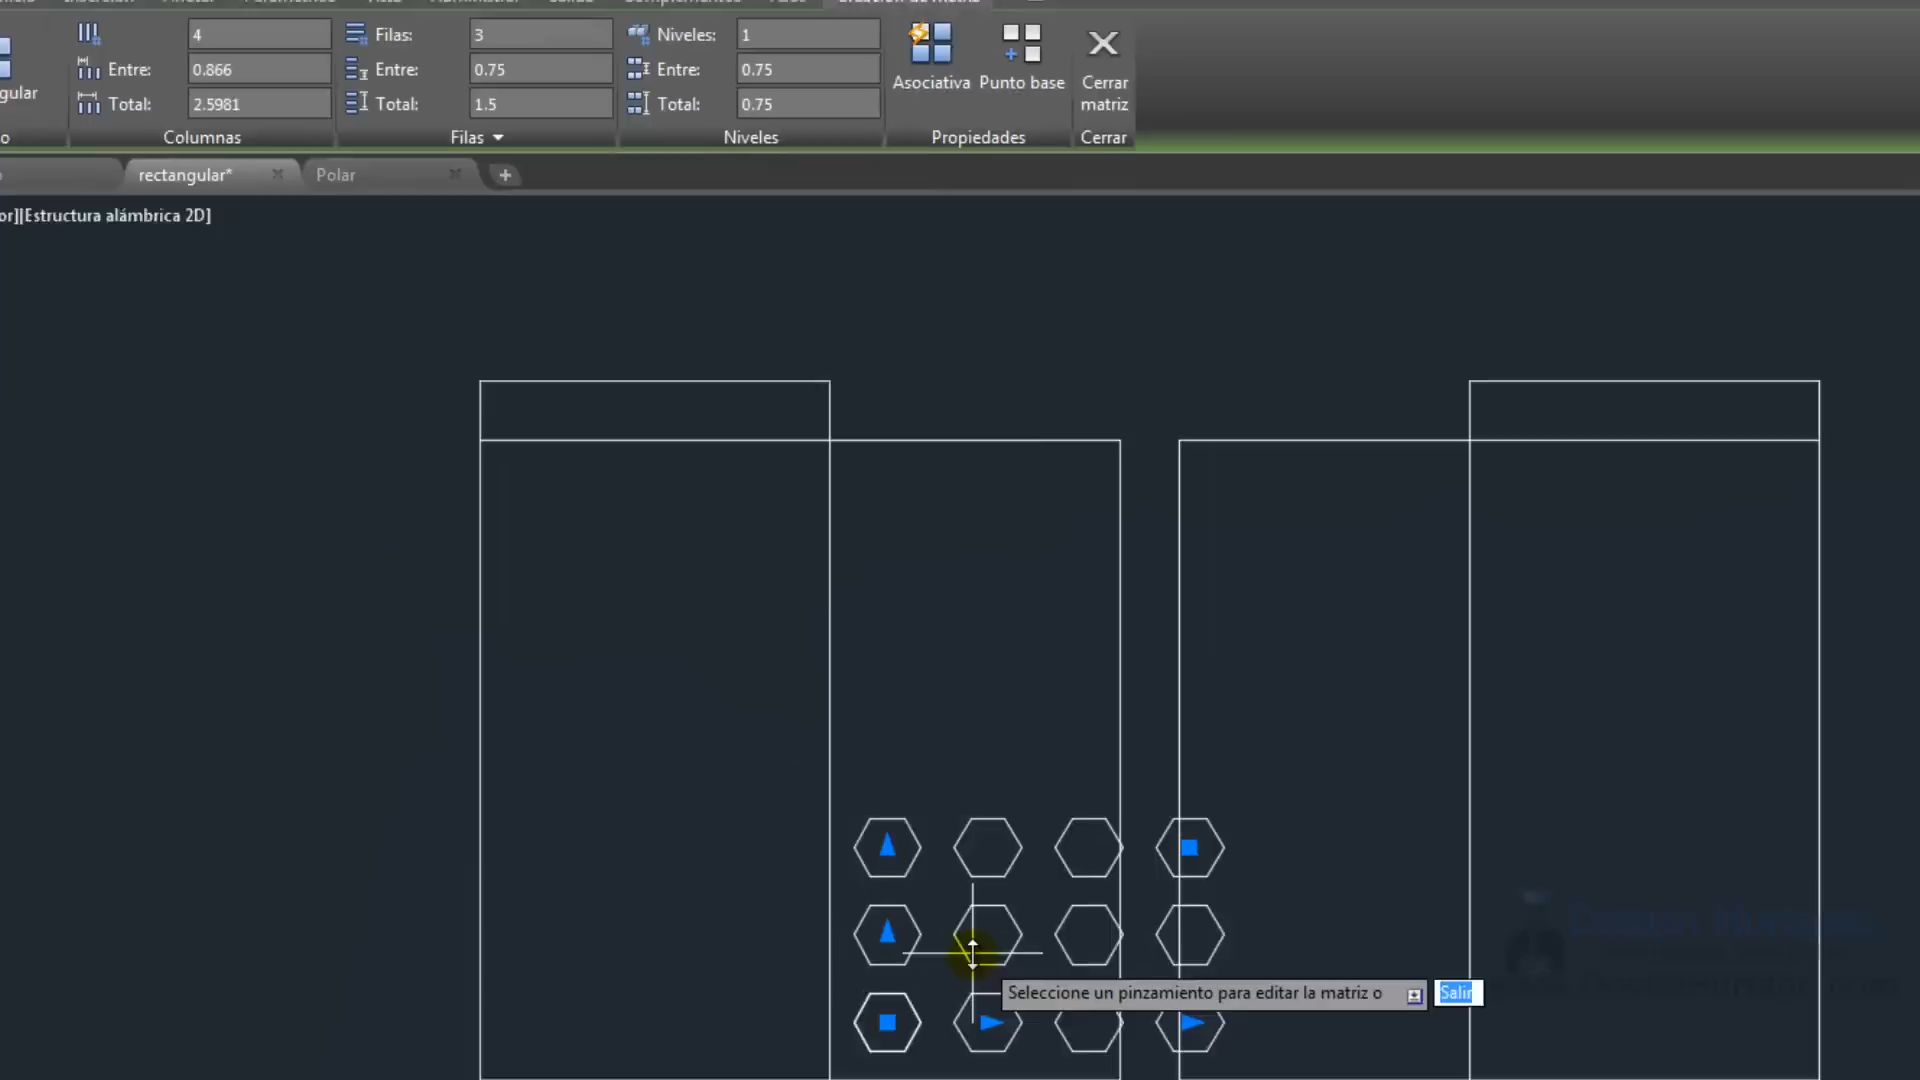 4
Filas:
3
Niveles:
1
Entre:
0.866
Entre:
0.75
Entre:
0.75
Asociativa
Punto base
Cerrar
matriz
gular
Total:
2.5981
Total:
1.5
Total:
0.75
o
Columnas
Filas
Niveles
Propiedades
Cerrar
rectangular*
Polar
or][Estructura alámbrica 2D]
Seleccione un pinzamiento para editar la matriz o
Salir